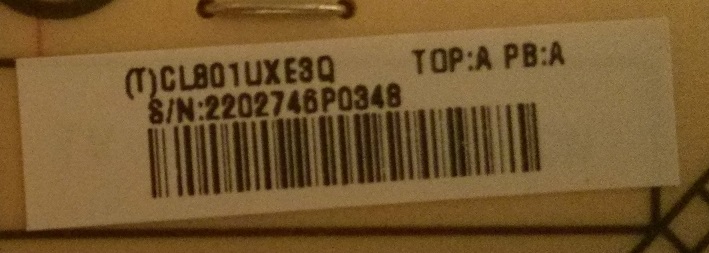 (T)CL801UXE3Q TOP:A PB:A
S/N:2202746P0348